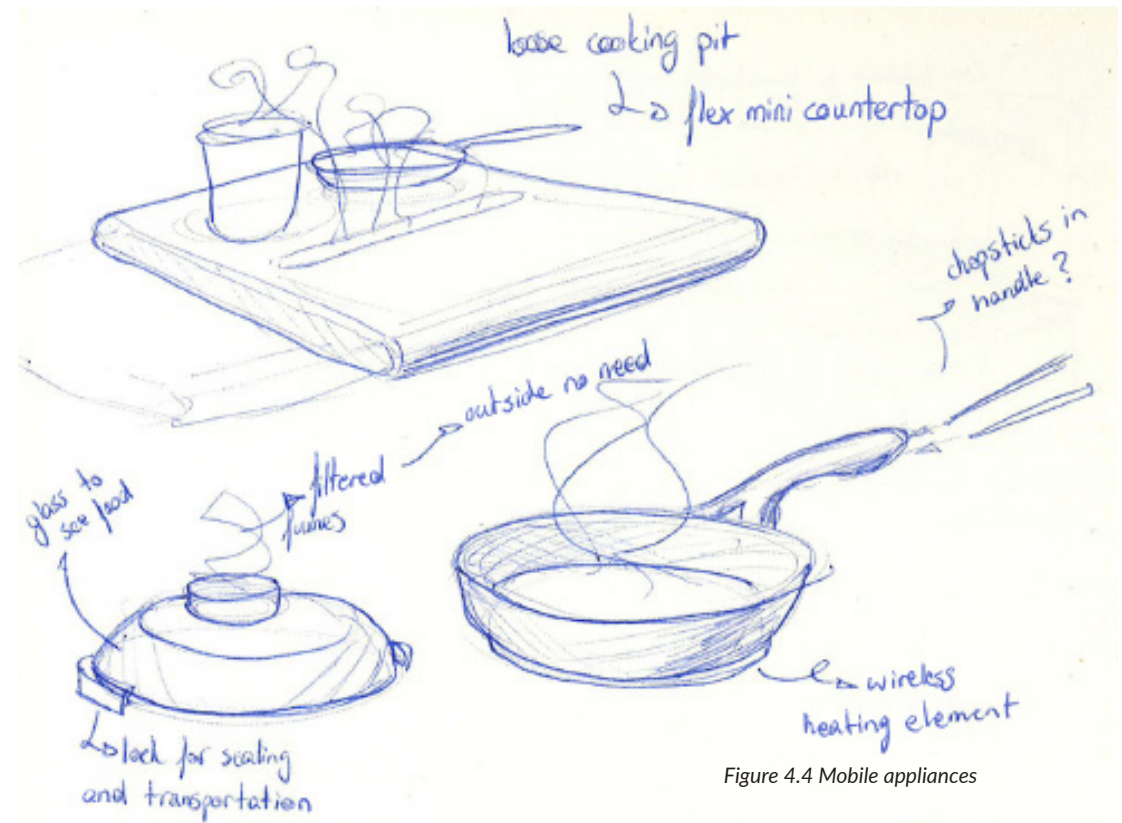 loose cooking pit
flex mini countertop
chopsticks in
handle ?
outside no need
filtered
fumes
glass to
see food
wireless
heating element
lock for sealing
and transportation
Figure 4.4 Mobile appliances